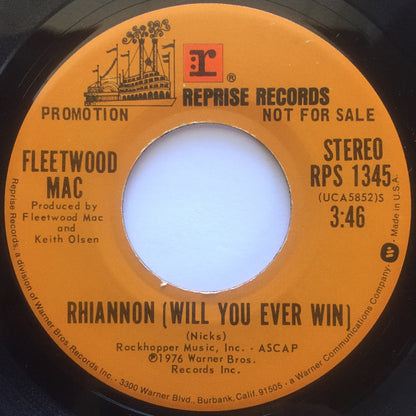 r®
REPRISE RECORDS
PROMOTION
NOT FOR SALE
FLEETWOOD
MAC
Produced by
Fleetwood Mac and
Keith Olsen
STEREO
RPS 1345
(UCA5852)S
3:46
RHIANNON (WILL YOU EVER WIN)
(Nicks)
Rockhopper Music, Inc. - ASCAP
℗1976 Warner Bros.
Records Inc.
Reprise Records, a division of Warner Bros. Records Inc. · 3300 Warner Blvd., Burbank, Calif. 91505 · a Warner Communications Company · Made in U.S.A.